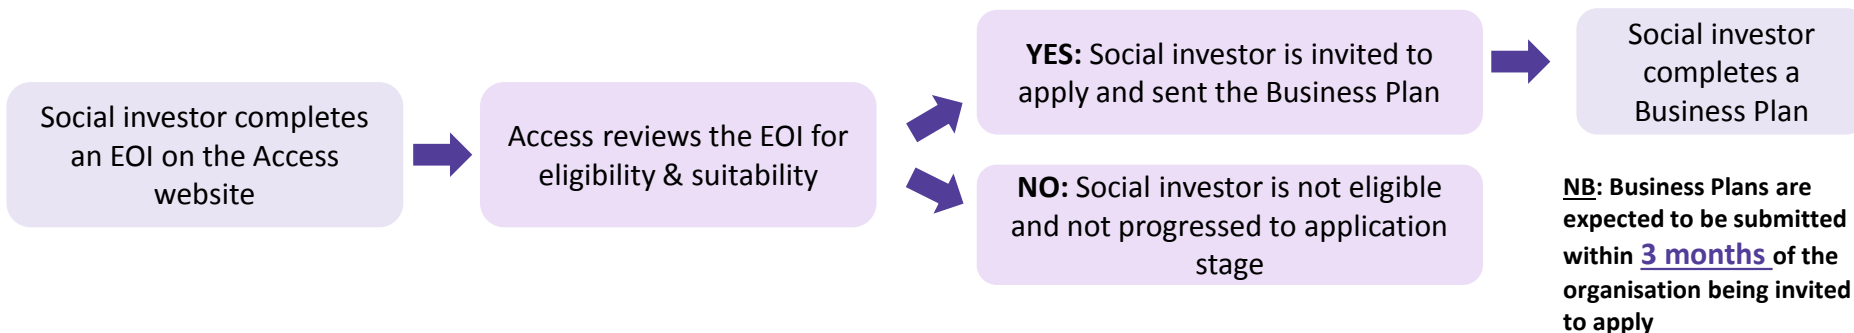 Social investor completes
an EOI on the Access
website
Access reviews the EOI for
eligibility & suitability
YES: Social investor is invited to
apply and sent the Business Plan
NO: Social investor is not eligible
and not progressed to application
stage
Social investor
completes a
Business Plan
NB: Business Plans are
expected to be submitted
within 3 months of the
organisation being invited
to apply